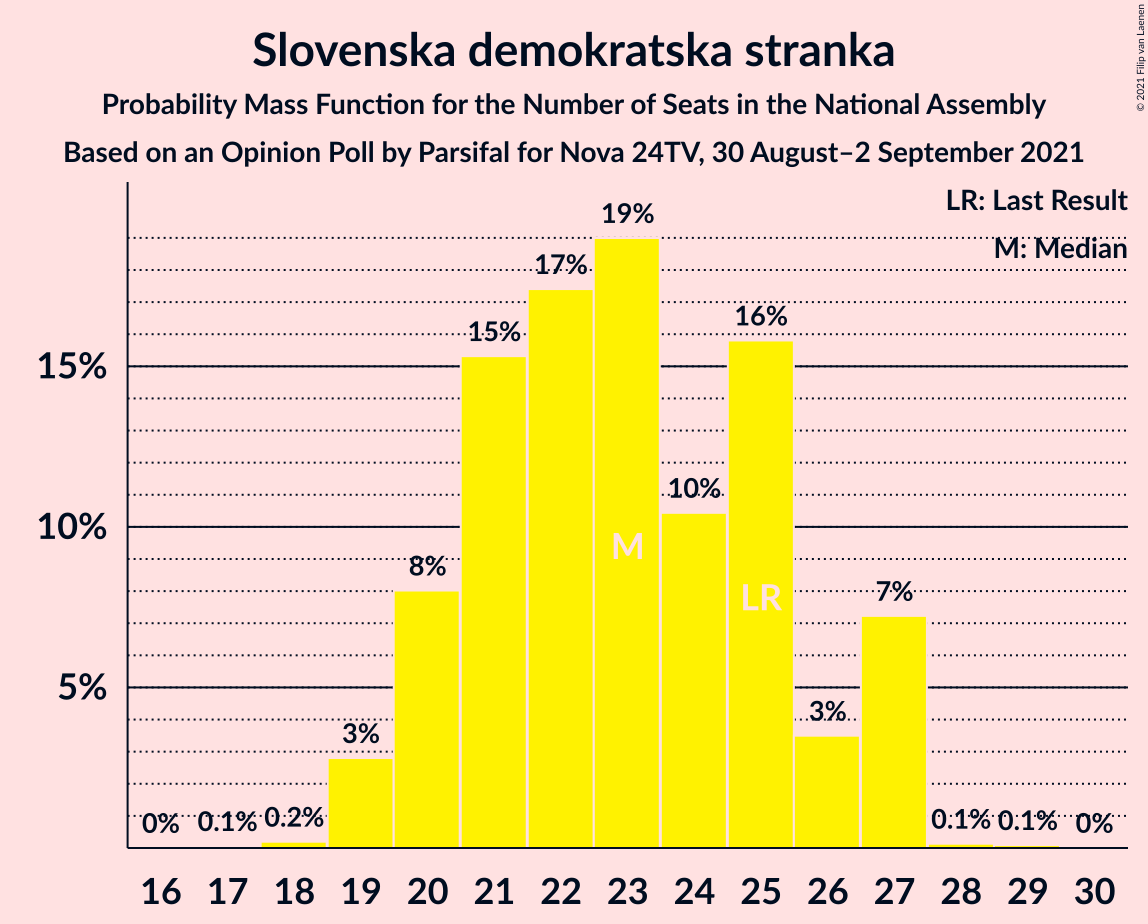 Slovenska demokratska stranka
Probability Mass Function for the Number of Seats in the National Assembly
Based on an Opinion Poll by Parsifal for Nova 24TV, 30 August–2 September 2021
© 2021 Filip van Laenen
LR: Last Result
M: Median
15%
10%
5%
0% 0.1% 0.2% 3% 8% 15% 17% 19% 10% 16% 3% 7% 0.1% 0.1% 0%
M
LR
16 17 18 19 20 21 22 23 24 25 26 27 28 29 30